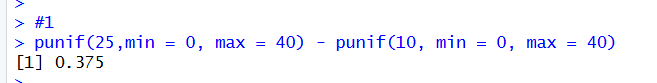 >
> #1
> punif(25,min = 0, max = 40) - punif(10, min = 0, max = 40)
[1] 0.375
>